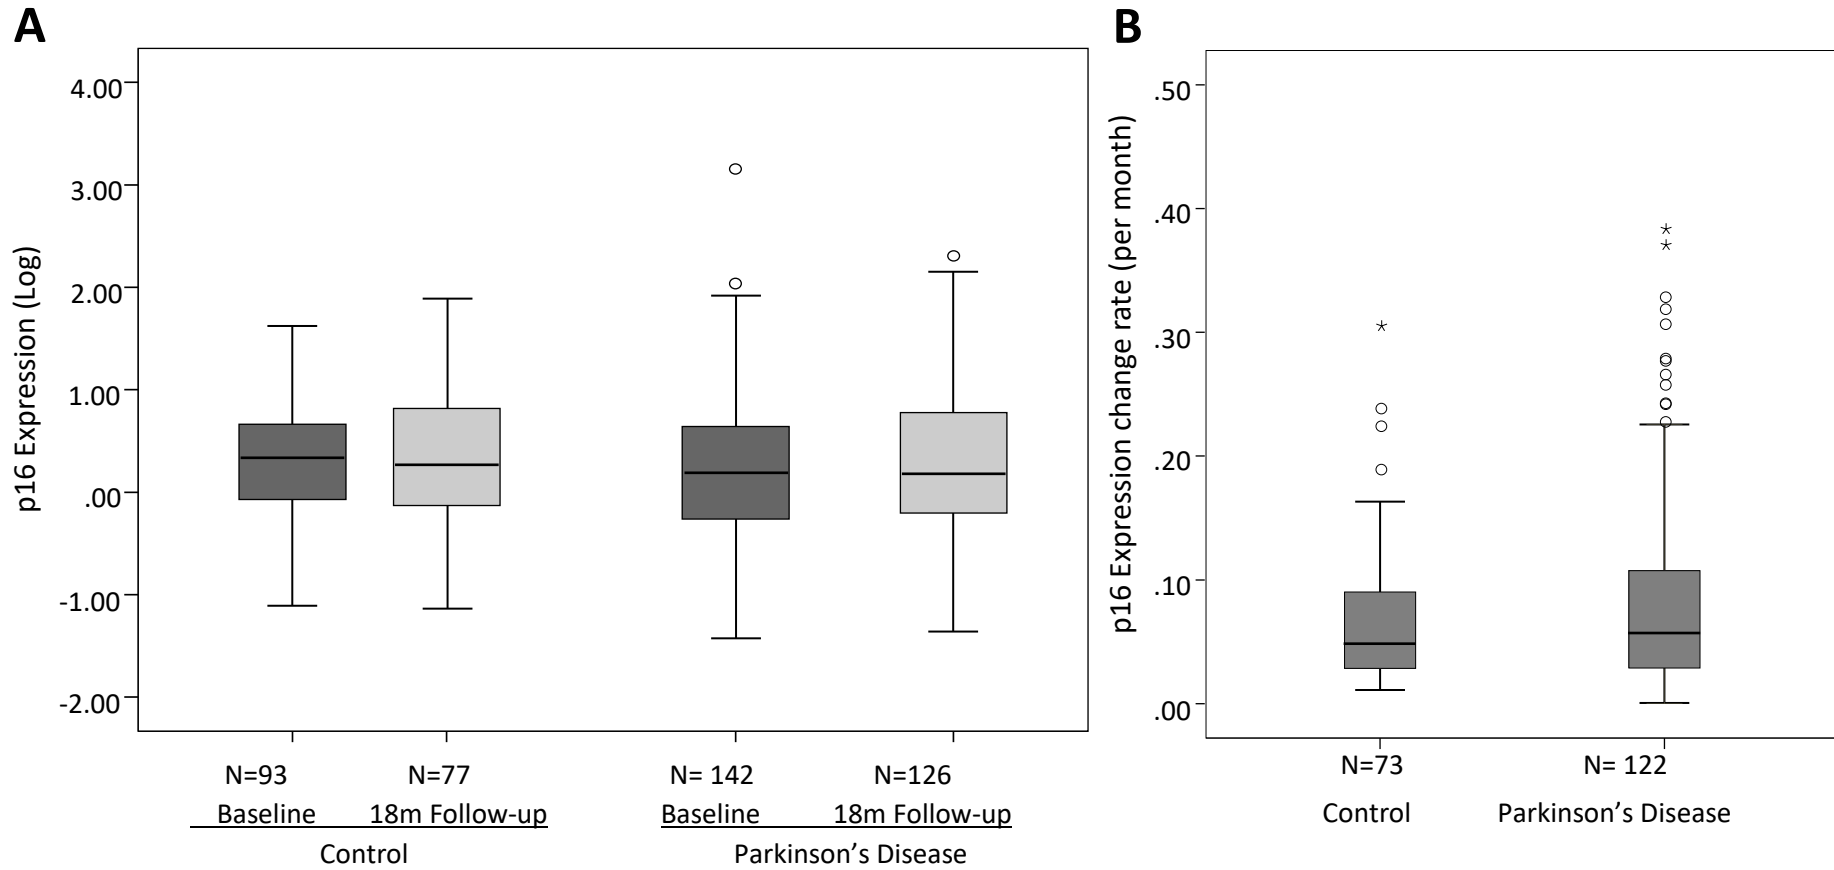 A
B
p16 Expression (Log)
4.00
3.00
2.00
1.00
.00
-1.00
-2.00
N=93
N=77
N= 142
N=126
Baseline
18m Follow-up
Baseline
18m Follow-up
Control
Parkinson’s Disease
p16 Expression change rate (per month)
.50
.40
.30
.20
.10
.00
N=73
N= 122
Control
Parkinson’s Disease